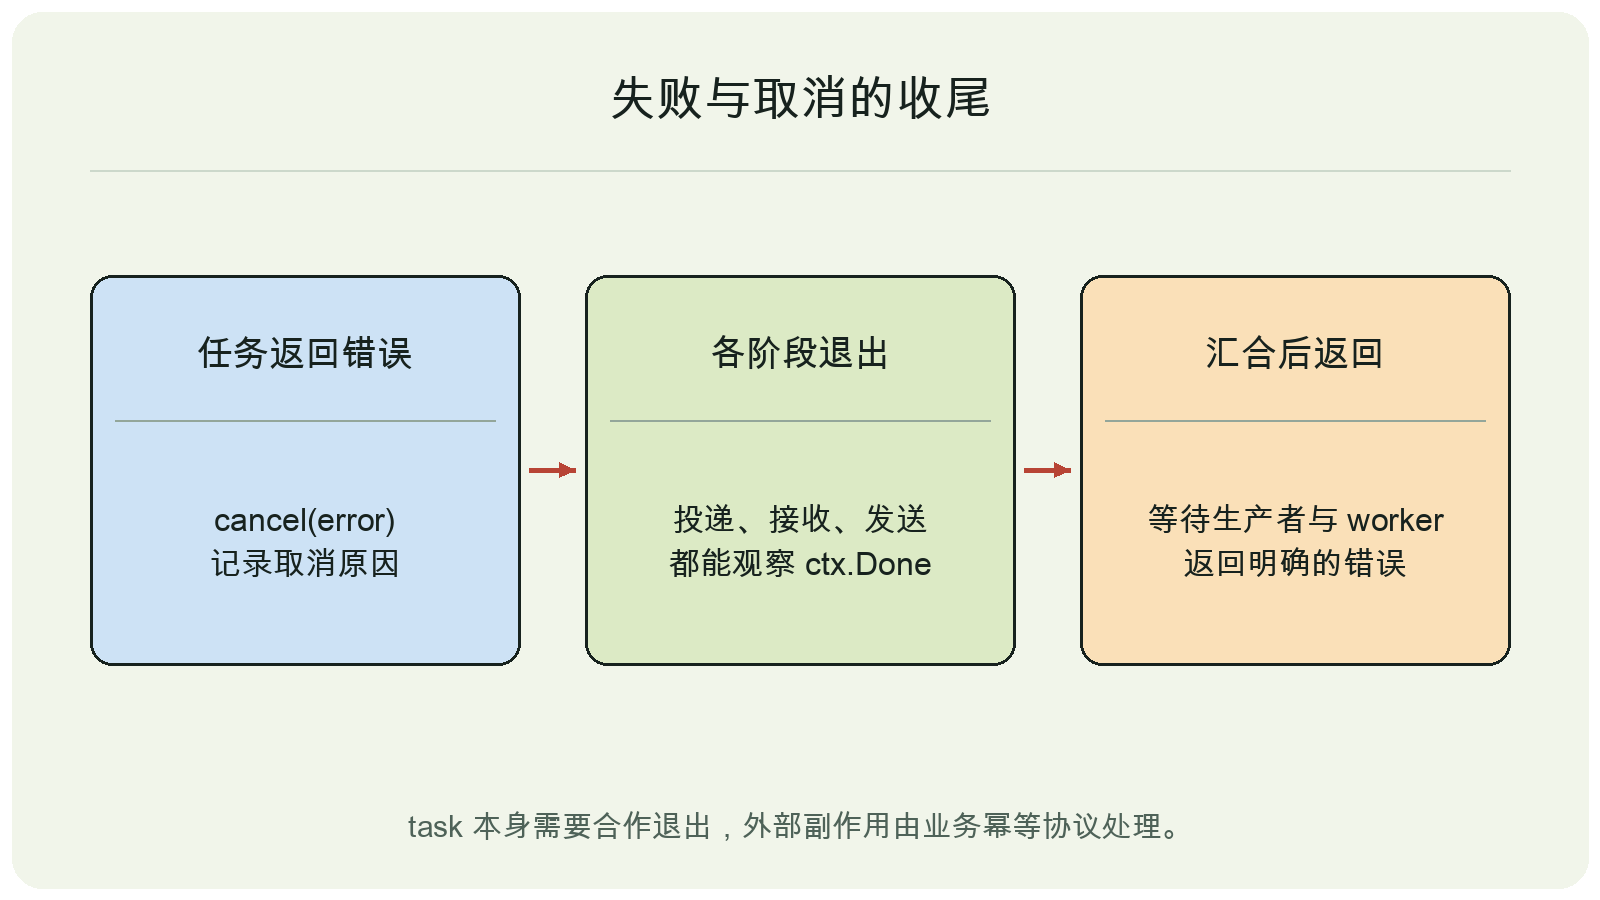 失败与取消的收尾
任务返回错误
cancel(error)
记录取消原因
各阶段退出
投递、接收、发送
都能观察 ctx.Done
汇合后返回
等待生产者与 worker
返回明确的错误
task 本身需要合作退出，外部副作用由业务幂等协议处理。